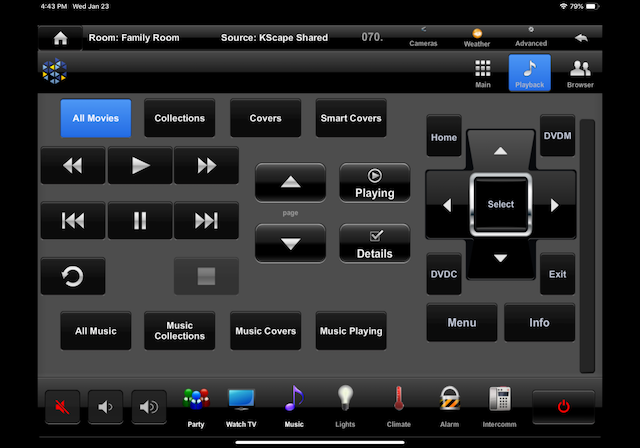 4:43 PM Wed Jan 23
79%
Room: Family Room
Source: KScape Shared
070.
Cameras
Weather
Advanced
Main
Playback
Browser
All Movies
Collections
Covers
Smart Covers
Home
DVDM
Playing
page
Select
Details
DVDC
Exit
All Music
Music
Collections
Music Covers
Music Playing
Menu
Info
Party
Watch TV
Music
Lights
Climate
Alarm
Intercomm